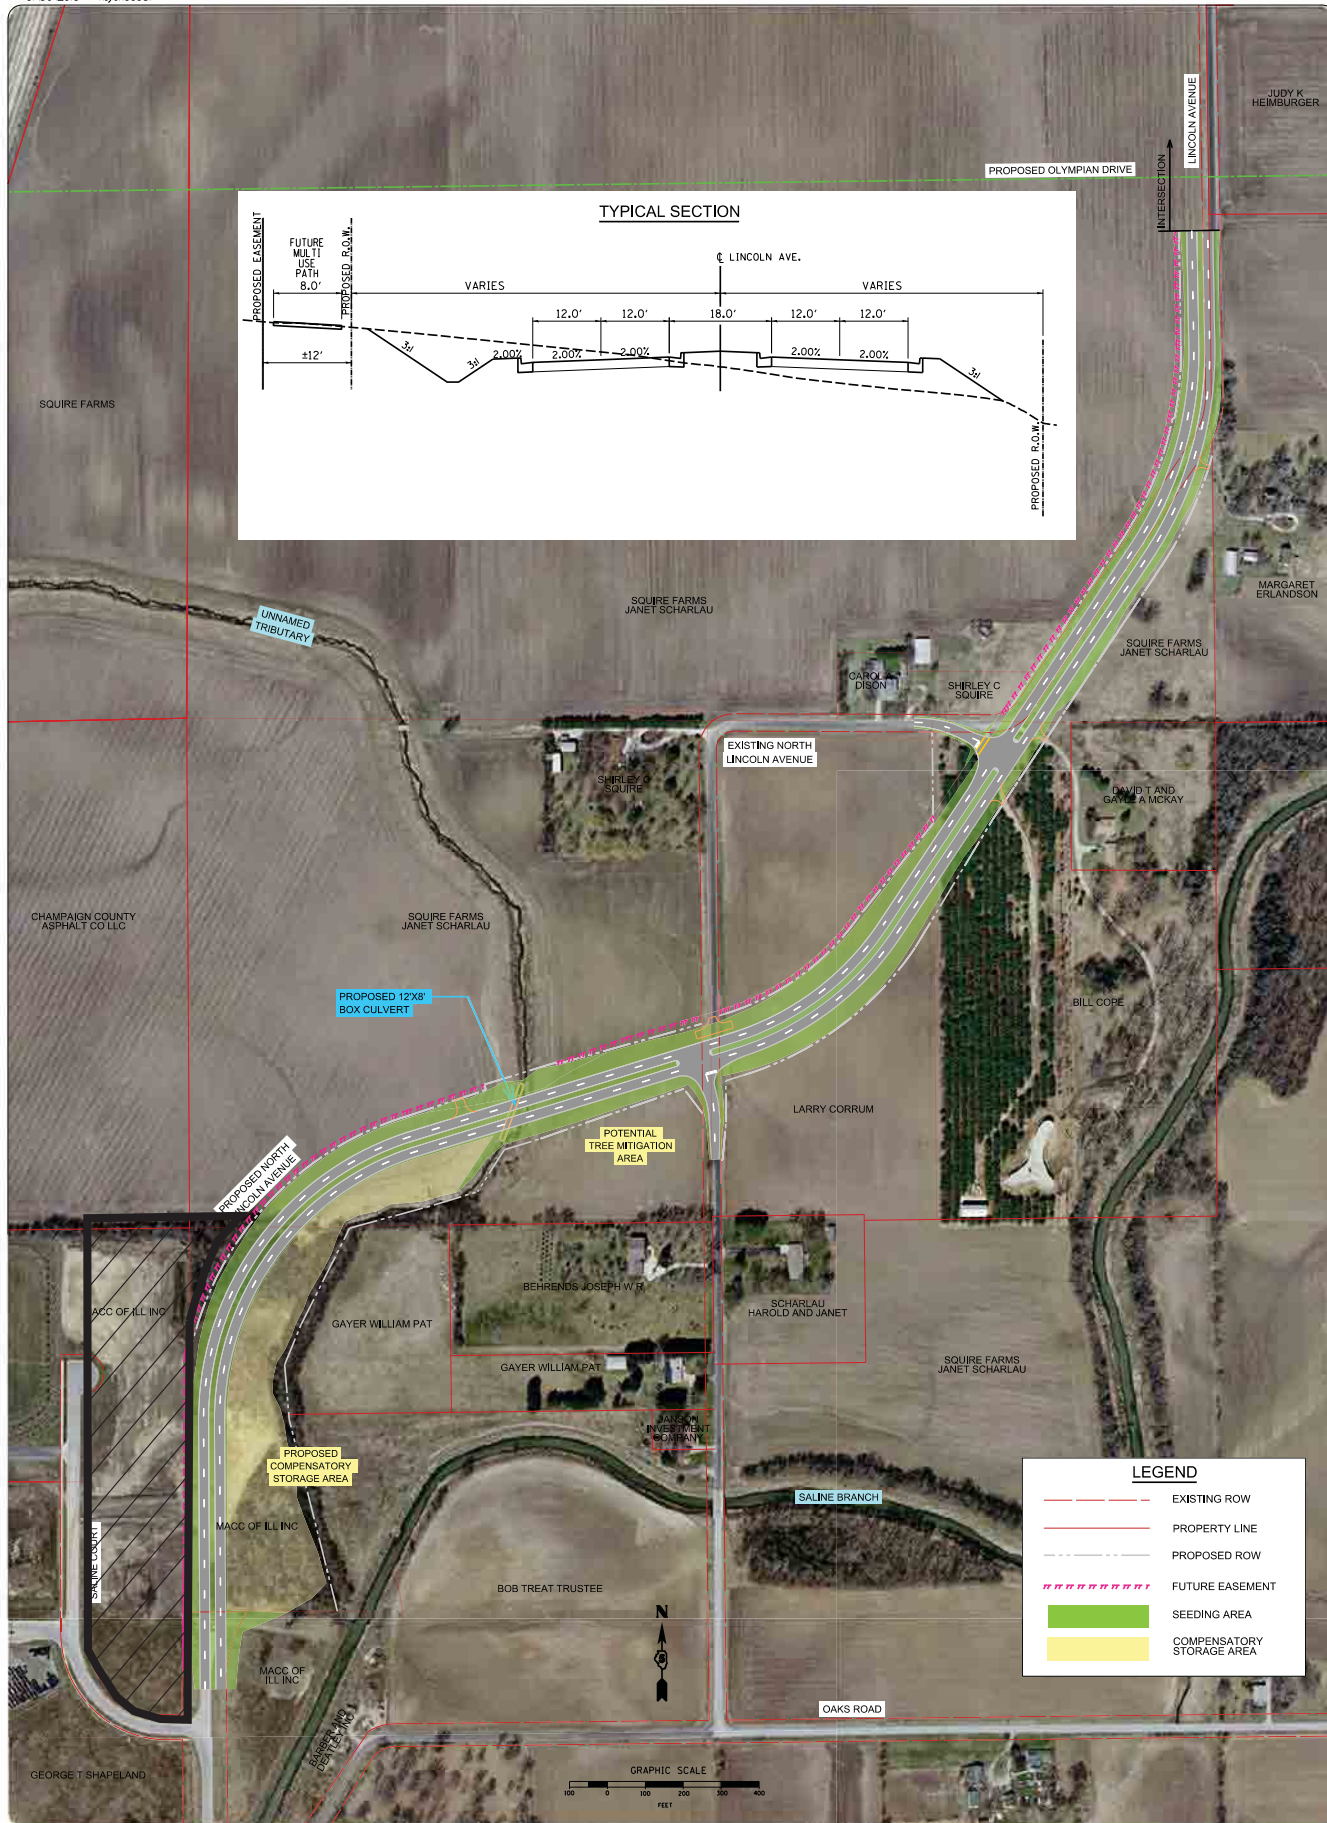 JUDY K
HEIMBURGER
LINCOLN AVENUE
INTERSECTION
PROPOSED OLYMPIAN DRIVE
TYPICAL SECTION
PROPOSED EASEMENT
FUTURE
MULTI
USE
PATH
8.0'
PROPOSED R.O.W.
℄ LINCOLN AVE.
VARIES
VARIES
12.0'
12.0'
18.0'
12.0'
12.0'
±12'
3:1
3:1
2.00%
2.00%
2.00%
2.00%
2.00%
3:1
PROPOSED R.O.W.
SQUIRE FARMS
UNNAMED
TRIBUTARY
SQUIRE FARMS
JANET SCHARLAU
MARGARET
ERLANDSON
SQUIRE FARMS
JANET SCHARLAU
CAROL A
DISON
SHIRLEY C
SQUIRE
EXISTING NORTH
LINCOLN AVENUE
SHIRLEY C
SQUIRE
DAVID T AND
GAYLE A MCKAY
CHAMPAIGN COUNTY
ASPHALT CO LLC
SQUIRE FARMS
JANET SCHARLAU
PROPOSED 12'X8'
BOX CULVERT
BILL COPE
LARRY CORRUM
POTENTIAL
TREE MITIGATION
AREA
PROPOSED NORTH
LINCOLN AVENUE
ACC OF ILL INC
BEHRENDS JOSEPH W R
SCHARLAU
HAROLD AND JANET
GAYER WILLIAM PAT
GAYER WILLIAM PAT
SQUIRE FARMS
JANET SCHARLAU
JANSON
INVESTMENT
COMPANY
PROPOSED
COMPENSATORY
STORAGE AREA
SALINE BRANCH
MACC OF ILL INC
SALINE COURT
BOB TREAT TRUSTEE
N
MACC OF
ILL INC
BARBER AND
DEATLEY INC
OAKS ROAD
GEORGE T SHAPELAND
LEGEND
EXISTING ROW
PROPERTY LINE
PROPOSED ROW
FUTURE EASEMENT
SEEDING AREA
COMPENSATORY
STORAGE AREA
GRAPHIC SCALE
100 0 100 200 300 400
FEET